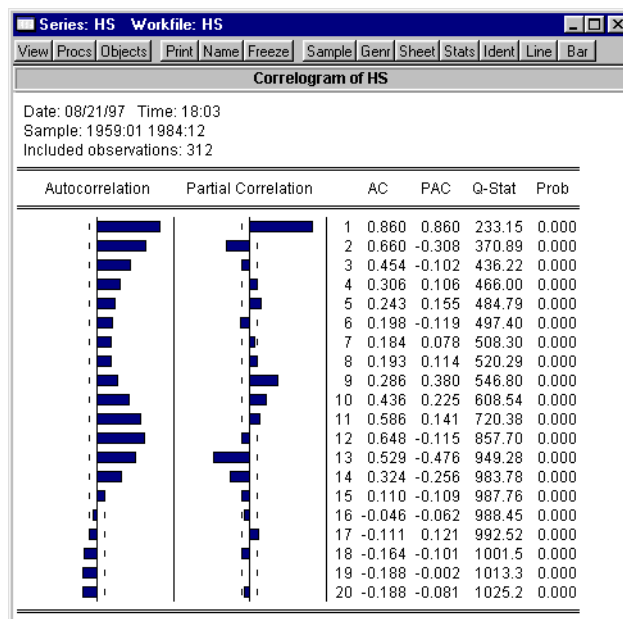 Series: HS Workfile: HS
View Procs Objects Print Name Freeze Sample Genr Sheet Stats Ident Line Bar
Correlogram of HS
Date: 08/21/97 Time: 18:03
Sample: 1959:01 1984:12
Included observations: 312
Autocorrelation Partial Correlation AC PAC Q-Stat Prob
1 0.860 0.860 233.15 0.000
2 0.660 -0.308 370.89 0.000
3 0.454 -0.102 436.22 0.000
4 0.306 0.106 466.00 0.000
5 0.243 0.155 484.79 0.000
6 0.198 -0.119 497.40 0.000
7 0.184 0.078 508.30 0.000
8 0.193 0.114 520.29 0.000
9 0.286 0.380 546.80 0.000
10 0.436 0.225 608.54 0.000
11 0.586 0.141 720.38 0.000
12 0.648 -0.115 857.70 0.000
13 0.529 -0.476 949.28 0.000
14 0.324 -0.256 983.78 0.000
15 0.110 -0.109 987.76 0.000
16 -0.046 -0.062 988.45 0.000
17 -0.111 0.121 992.52 0.000
18 -0.164 -0.101 1001.5 0.000
19 -0.188 -0.002 1013.3 0.000
20 -0.188 -0.081 1025.2 0.000